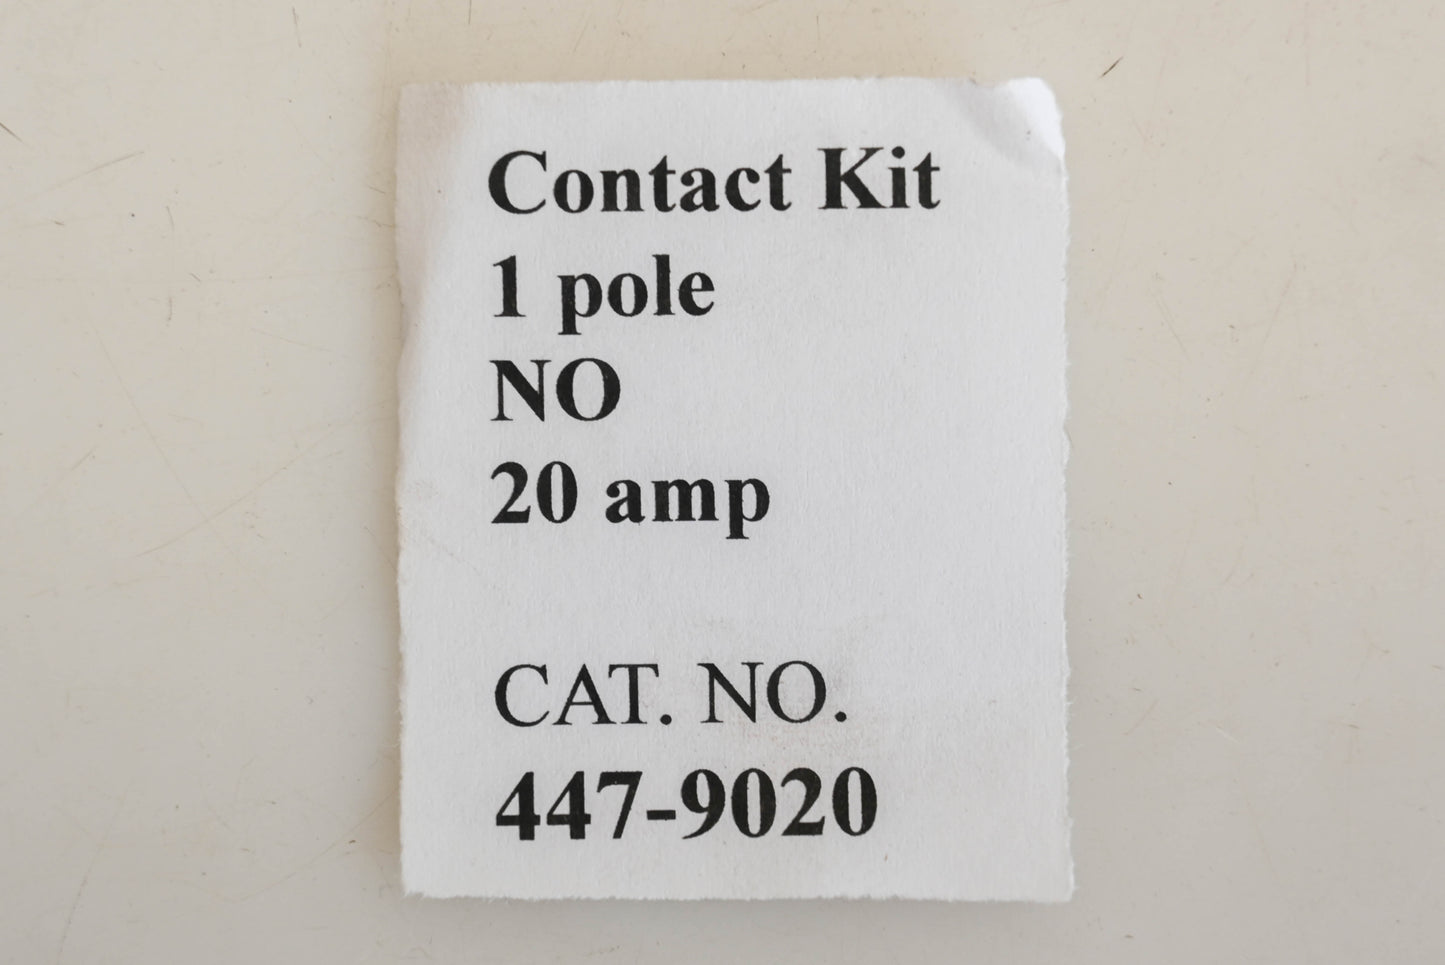 Contact Kit
1 pole
NO
20 amp
CAT. NO.
447-9020